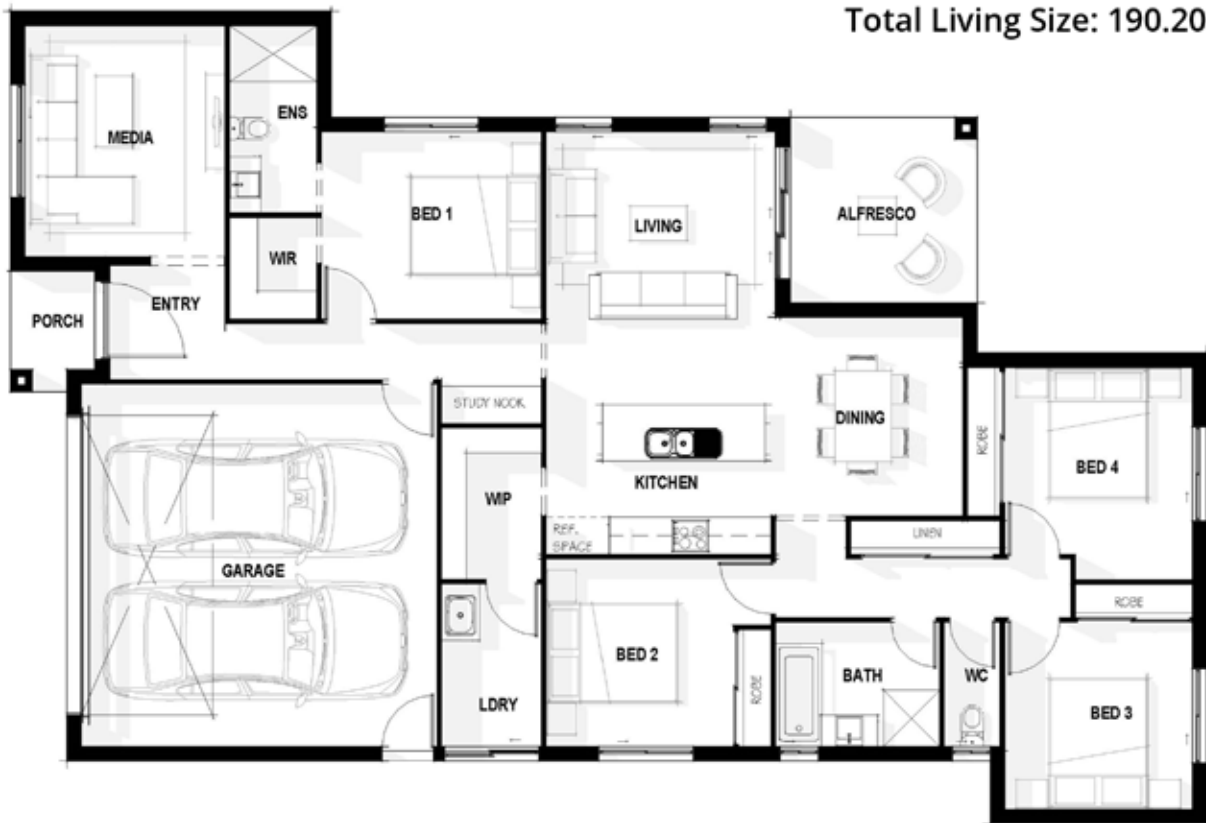 Total Living Size: 190.20
MEDIA
ENS
BED 1
LIVING
ALFRESCO
WIR
ENTRY
PORCH
STUDY NOOK
DINING
ROBE
BED 4
KITCHEN
WIP
REF.
SPACE
LINEN
GARAGE
ROBE
BED 2
BATH
WC
ROBE
LDRY
BED 3